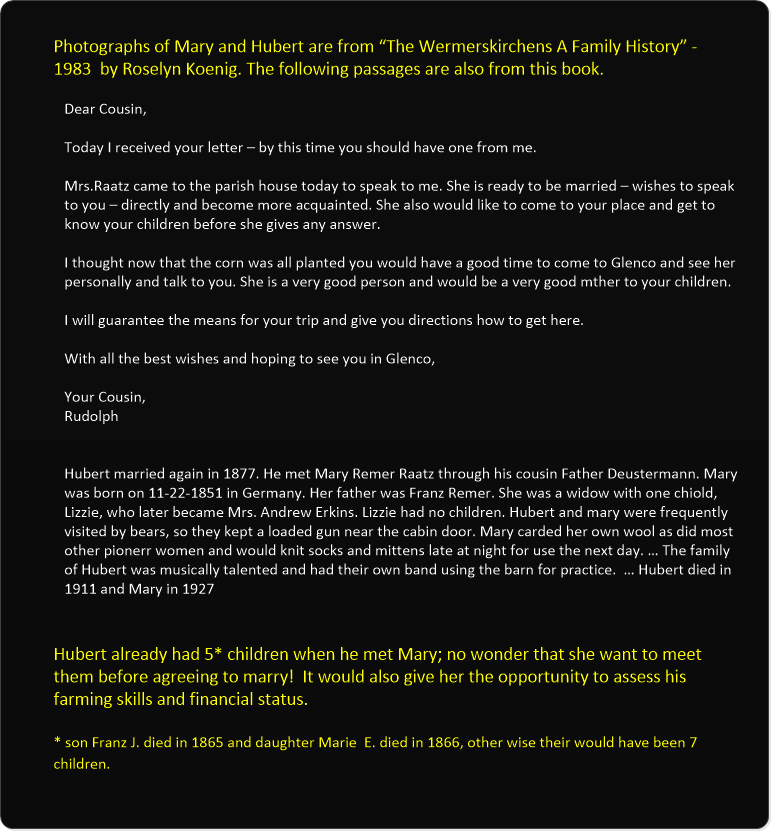 Photographs of Mary and Hubert are from “The Wermerskirchens A Family History” -
1983  by Roselyn Koenig. The following passages are also from this book.
Dear Cousin,
Today I received your letter – by this time you should have one from me.
Mrs.Raatz came to the parish house today to speak to me. She is ready to be married – wishes to speak
to you – directly and become more acquainted. She also would like to come to your place and get to
know your children before she gives any answer.
I thought now that the corn was all planted you would have a good time to come to Glenco and see her
personally and talk to you. She is a very good person and would be a very good mther to your children.
I will guarantee the means for your trip and give you directions how to get here.
With all the best wishes and hoping to see you in Glenco,
Your Cousin,
Rudolph
Hubert married again in 1877. He met Mary Remer Raatz through his cousin Father Deustermann. Mary
was born on 11-22-1851 in Germany. Her father was Franz Remer. She was a widow with one chiold,
Lizzie, who later became Mrs. Andrew Erkins. Lizzie had no children. Hubert and mary were frequently
visited by bears, so they kept a loaded gun near the cabin door. Mary carded her own wool as did most
other pionerr women and would knit socks and mittens late at night for use the next day. … The family
of Hubert was musically talented and had their own band using the barn for practice.  … Hubert died in
1911 and Mary in 1927
Hubert already had 5* children when he met Mary; no wonder that she want to meet
them before agreeing to marry!  It would also give her the opportunity to assess his
farming skills and financial status.
* son Franz J. died in 1865 and daughter Marie  E. died in 1866, other wise their would have been 7
children.